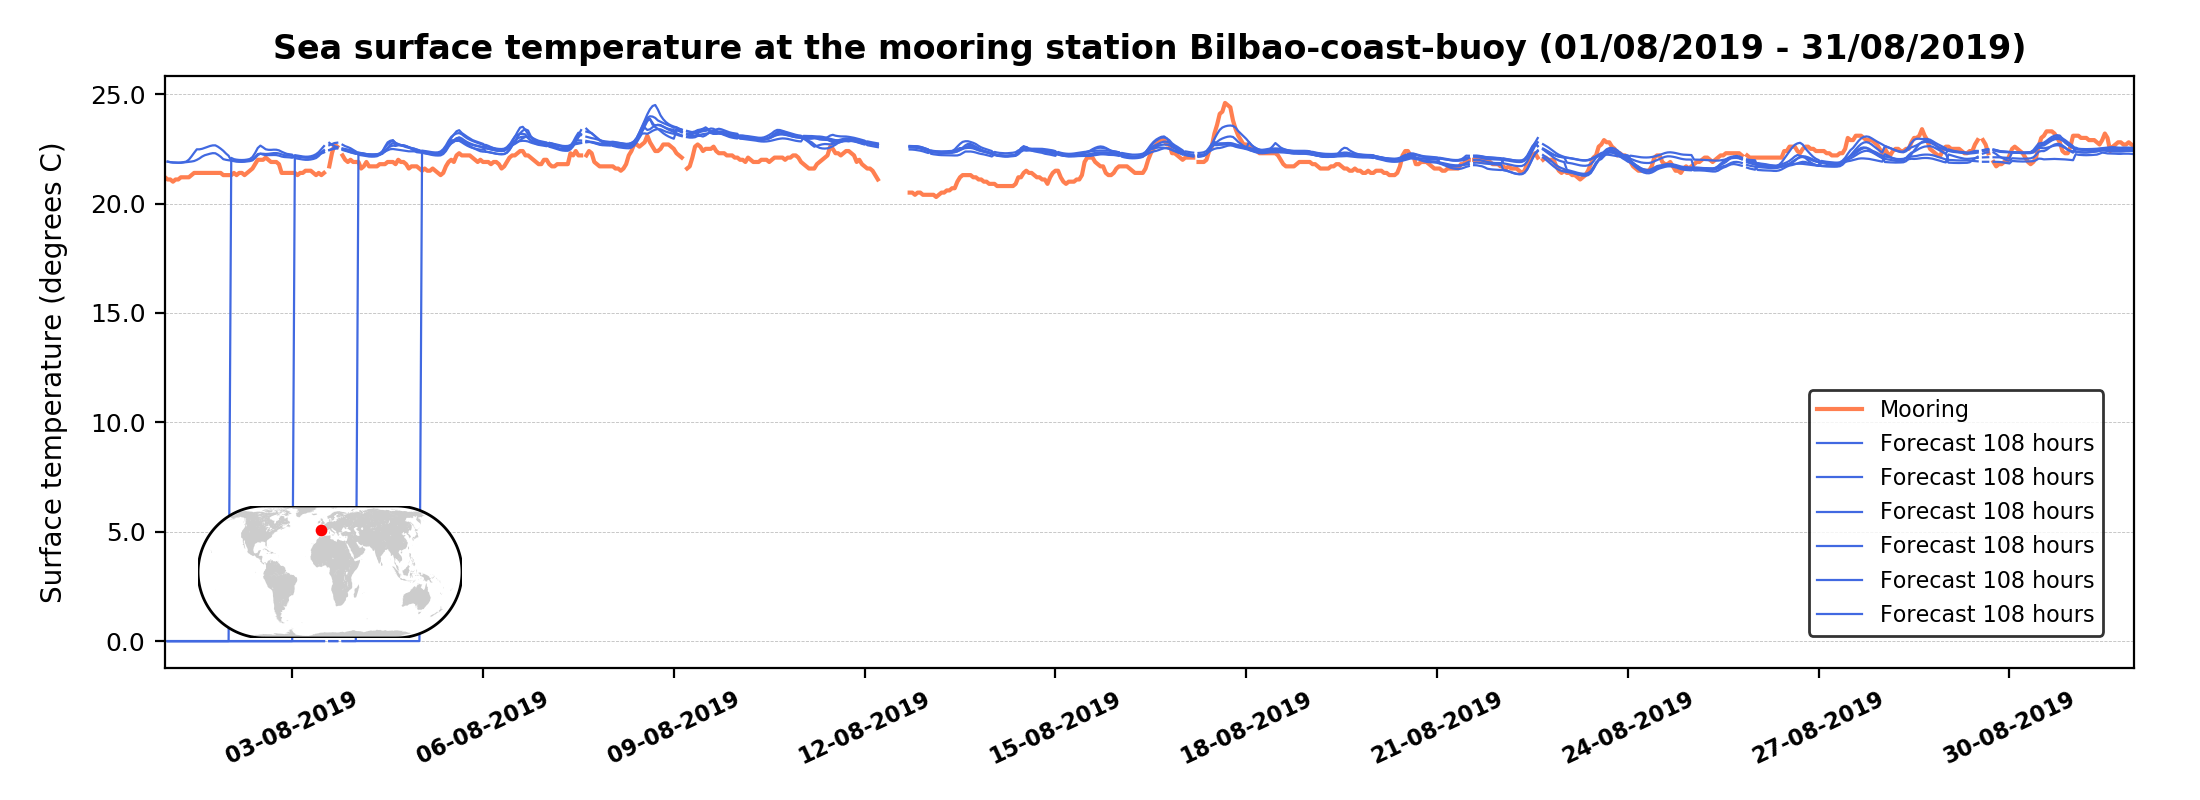 Sea surface temperature at the mooring station Bilbao-coast-buoy (01/08/2019 - 31/08/2019)
Surface temperature (degrees C)
25.0
20.0
15.0
10.0
5.0
0.0
Mooring
Forecast 108 hours
Forecast 108 hours
Forecast 108 hours
Forecast 108 hours
Forecast 108 hours
Forecast 108 hours
03-08-2019
06-08-2019
09-08-2019
12-08-2019
15-08-2019
18-08-2019
21-08-2019
24-08-2019
27-08-2019
30-08-2019